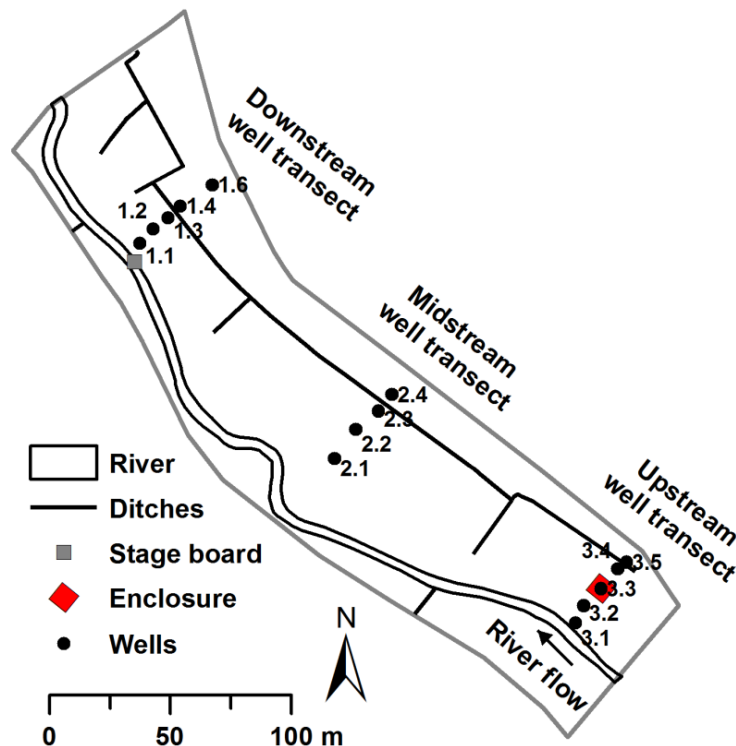 Downstream
well transect
1.6
1.4
1.2
1.3
1.1
Midstream
well transect
2.4
2.3
2.2
2.1
Upstream
well transect
3.4
3.5
3.3
3.2
3.1
River flow
River
Ditches
Stage board
Enclosure
Wells
N
0 50 100 m